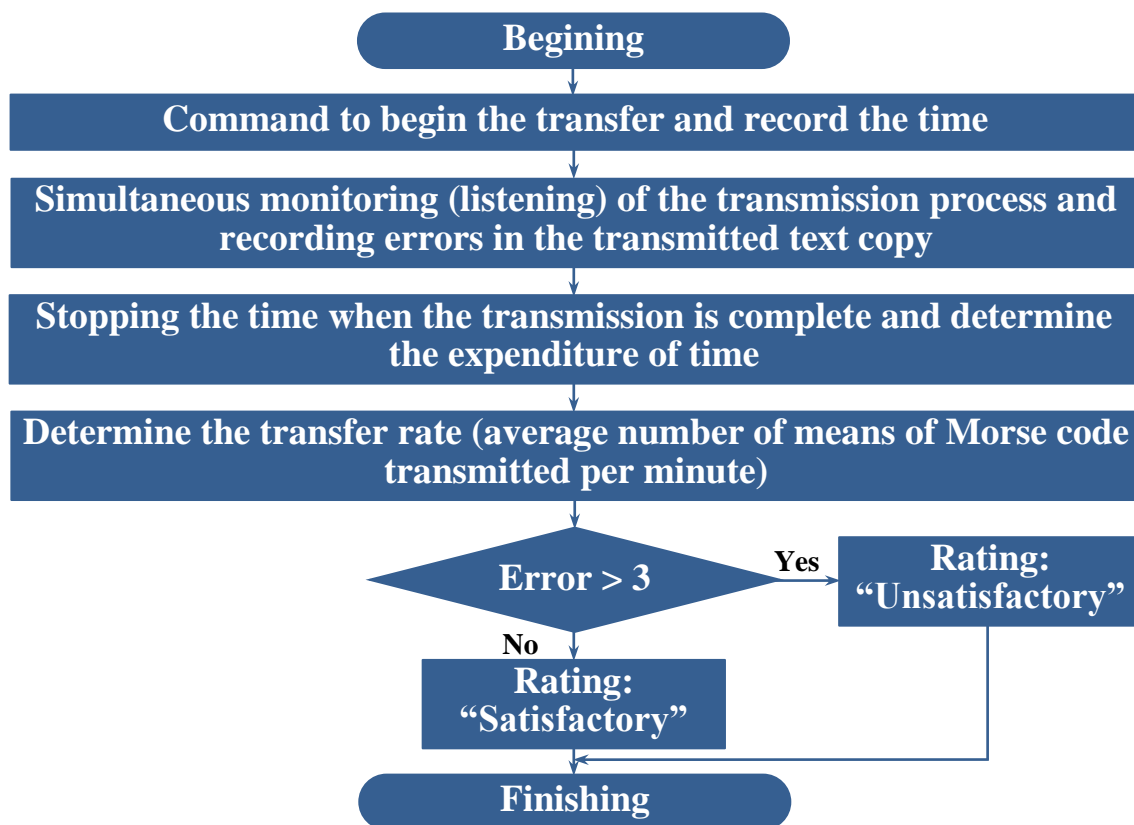 Begining
Command to begin the transfer and record the time
Simultaneous monitoring (listening) of the transmission process and
recording errors in the transmitted text copy
Stopping the time when the transmission is complete and determine
the expenditure of time
Determine the transfer rate (average number of means of Morse code
transmitted per minute)
Error > 3
Yes
Rating:
“Unsatisfactory”
No
Rating:
“Satisfactory”
Finishing